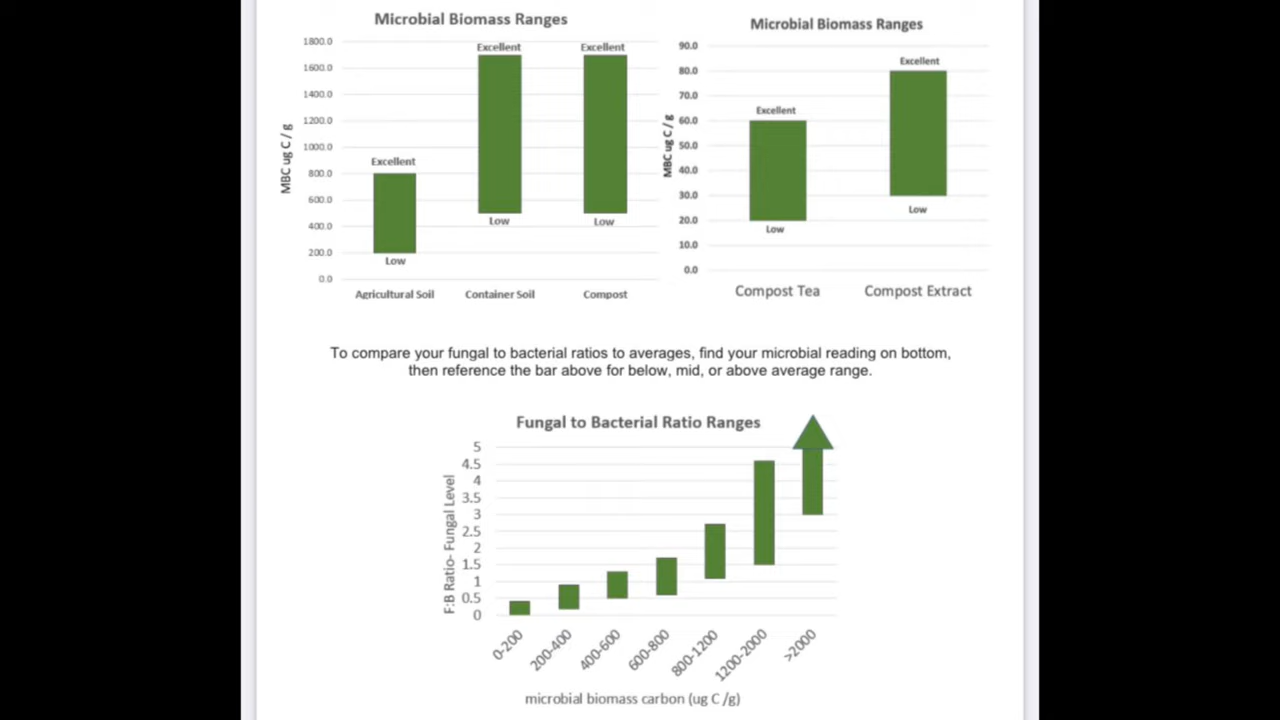 Microbial Biomass Ranges
1800.0
1600.0
1400.0
1200.0
1000.0
800.0
600.0
400.0
200.0
0.0
MBC ug C / g
Excellent
Low
Excellent
Low
Excellent
Low
Agricultural Soil
Container Soil
Compost
Microbial Biomass Ranges
90.0
80.0
70.0
60.0
50.0
40.0
30.0
20.0
10.0
0.0
MBC ug C / g
Excellent
Low
Excellent
Low
Compost Tea
Compost Extract
To compare your fungal to bacterial ratios to averages, find your microbial reading on bottom,
then reference the bar above for below, mid, or above average range.
Fungal to Bacterial Ratio Ranges
5
4.5
4
3.5
3
2.5
2
1.5
1
0.5
0
F:B Ratio- Fungal Level
0-200
200-400
400-600
600-800
800-1200
1200-2000
>2000
microbial biomass carbon (ug C /g)